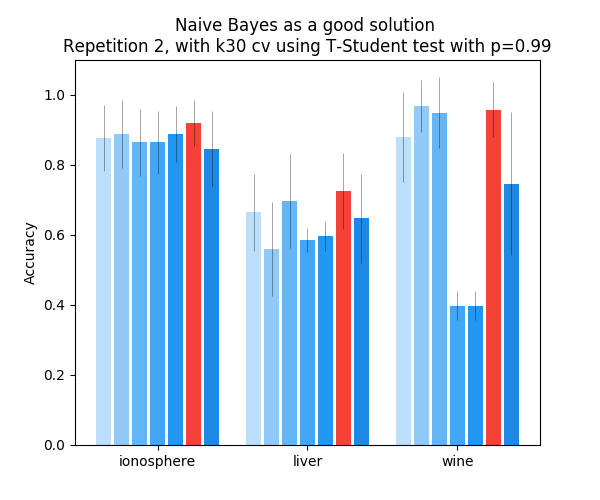 Naive Bayes as a good solution
Repetition 2, with k30 cv using T-Student test with p=0.99
1.0
0.8
0.6
0.4
0.2
0.0
Accuracy
ionosphere
liver
wine